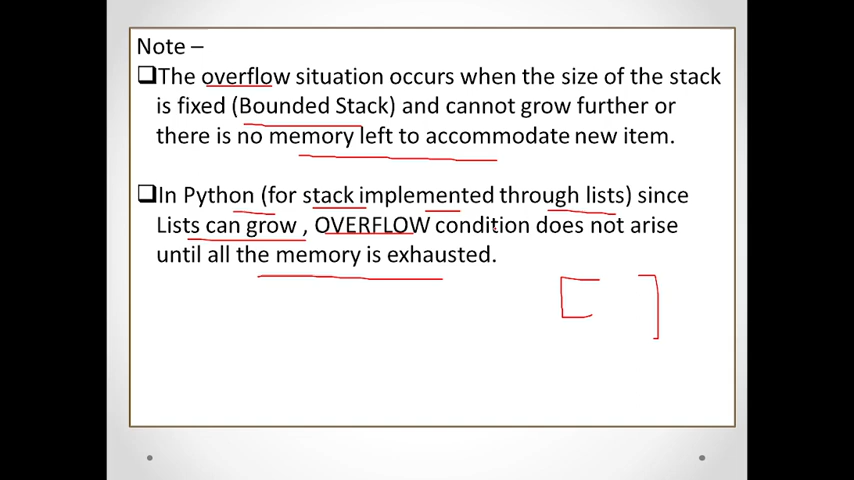 Note –
❑The overflow situation occurs when the size of the stack
is fixed (Bounded Stack) and cannot grow further or
there is no memory left to accommodate new item.
❑In Python (for stack implemented through lists) since
Lists can grow , OVERFLOW condition does not arise
until all the memory is exhausted.
[ ]